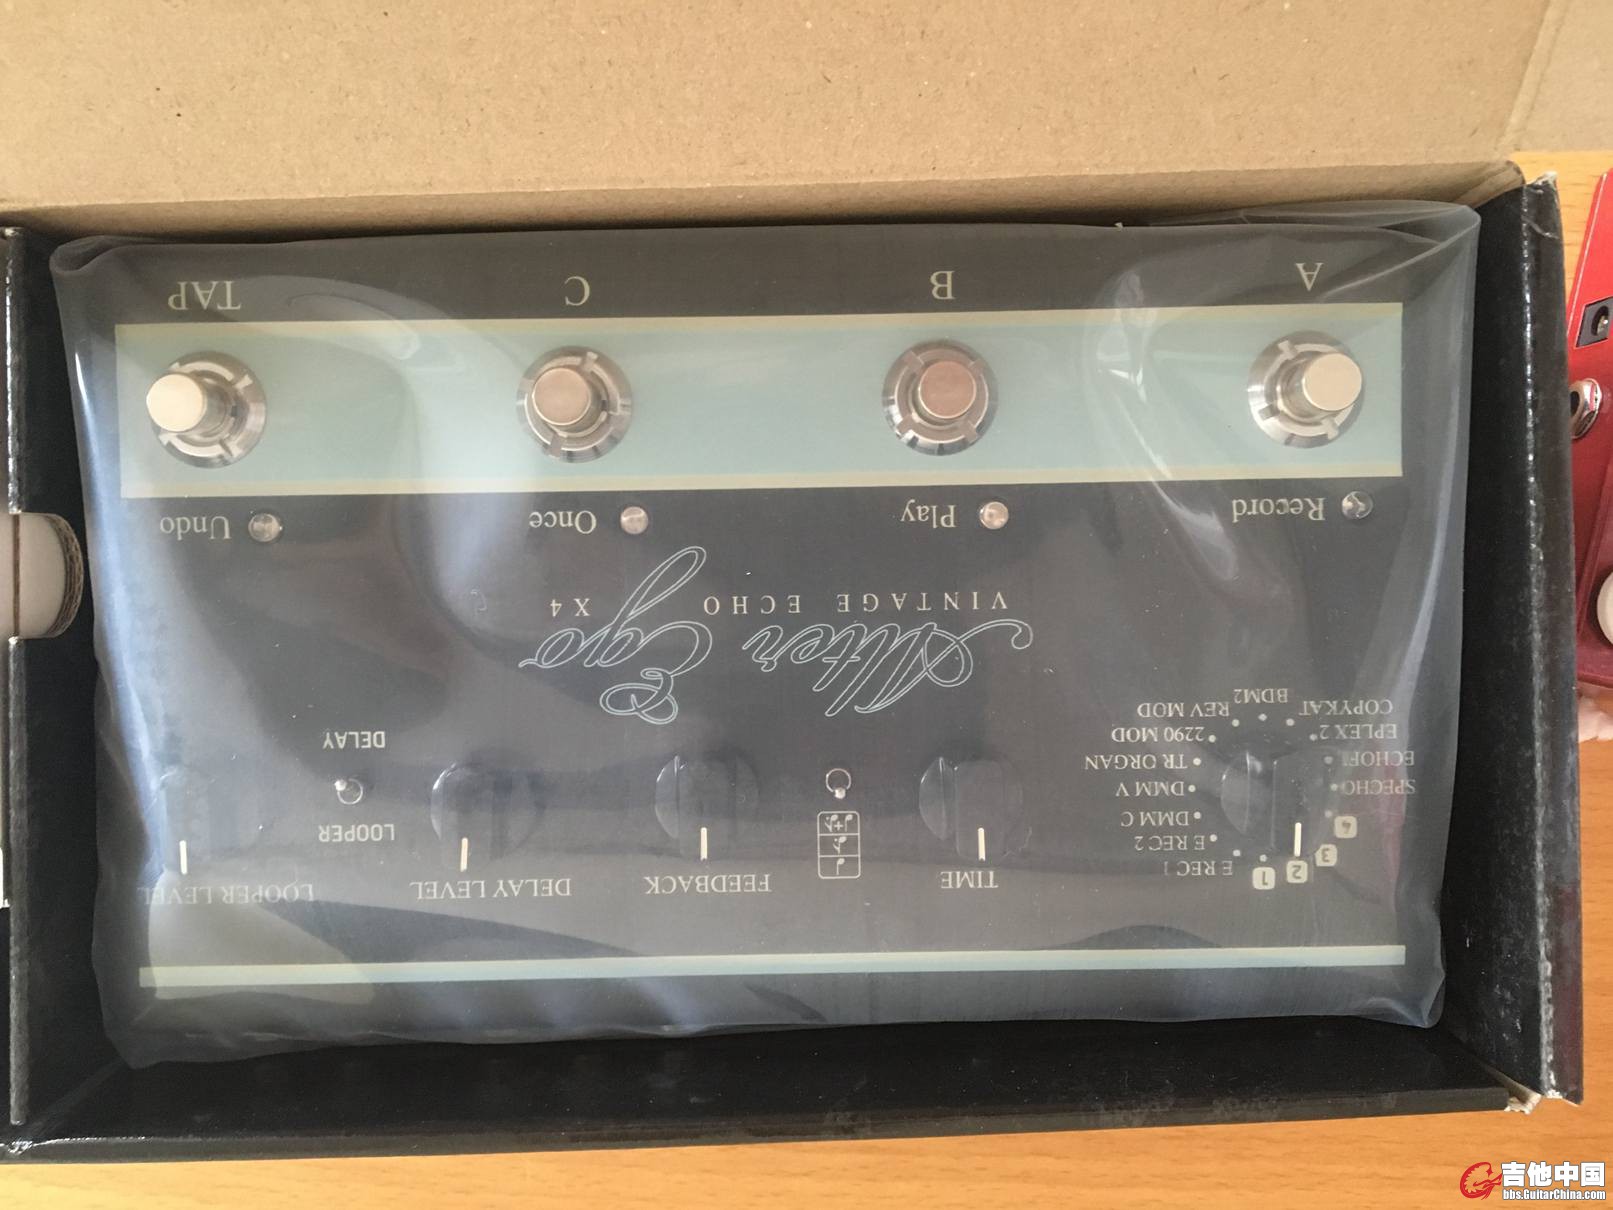 LOOPER LEVEL
DELAY LEVEL
FEEDBACK
TIME
LOOPER
DELAY
1
2
3
4
SPECHO
ECHOFI
EPLEX 2
COPYKAT
BDM2
REV MOD
2290 MOD
TR ORGAN
DMM V
DMM C
E REC 2
E REC 1
Alter Ego
VINTAGE ECHO X4
Record
Play
Once
Undo
A
B
C
TAP
吉他中国
bbs.GuitarChina.com